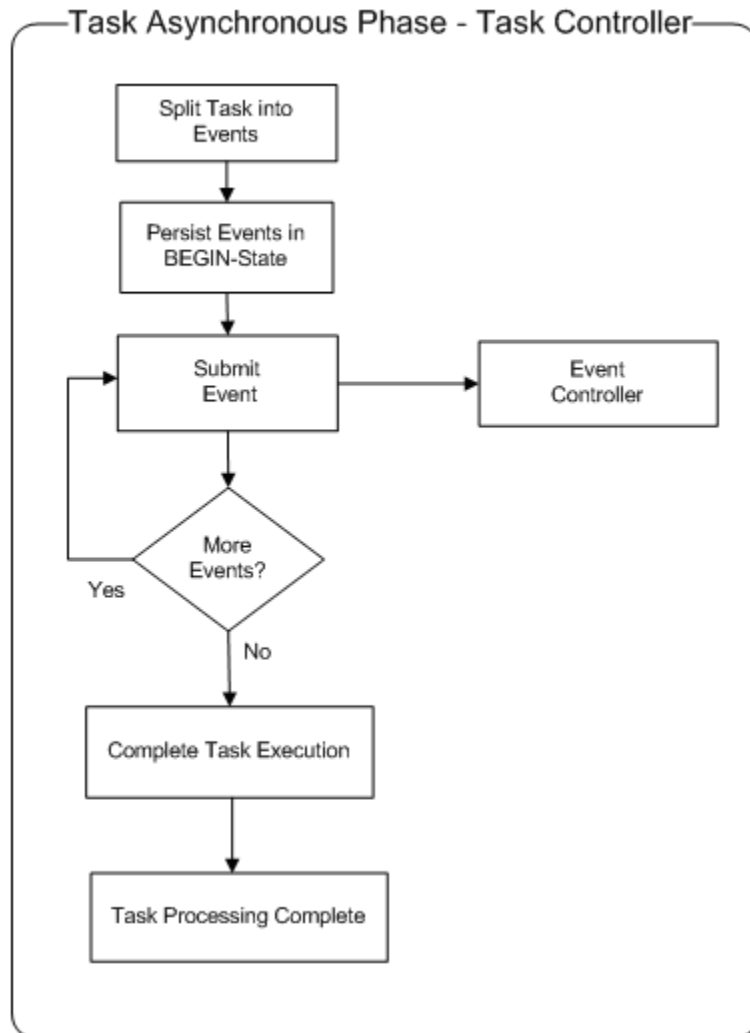 Task Asynchronous Phase - Task Controller
Split Task into
Events
Persist Events in
BEGIN-State
Submit
Event
Event
Controller
More
Events?
Yes
No
Complete Task Execution
Task Processing Complete